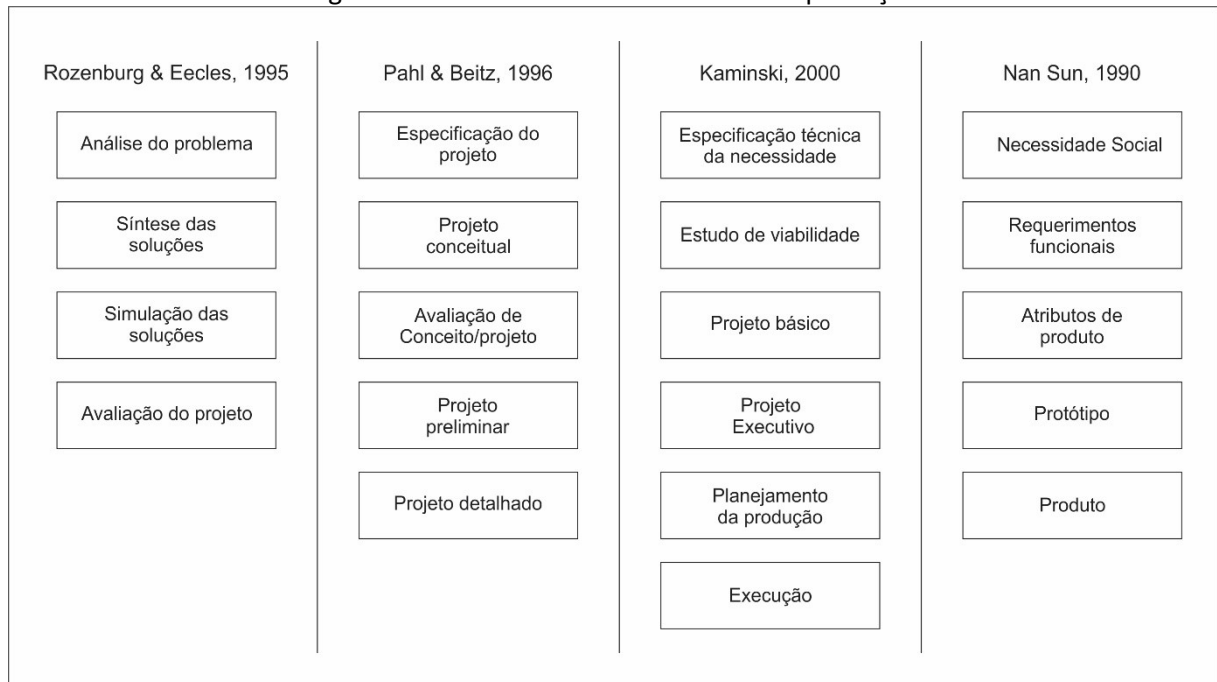 Rozenburg & Eecles, 1995
Análise do problema
Síntese das
soluções
Simulação das
soluções
Avaliação do projeto
Pahl & Beitz, 1996
Especificação do
projeto
Projeto
conceitual
Avaliação de
Conceito/projeto
Projeto
preliminar
Projeto detalhado
Kaminski, 2000
Especificação técnica
da necessidade
Estudo de viabilidade
Projeto básico
Projeto
Executivo
Planejamento
da produção
Execução
Nan Sun, 1990
Necessidade Social
Requerimentos
funcionais
Atributos de
produto
Protótipo
Produto